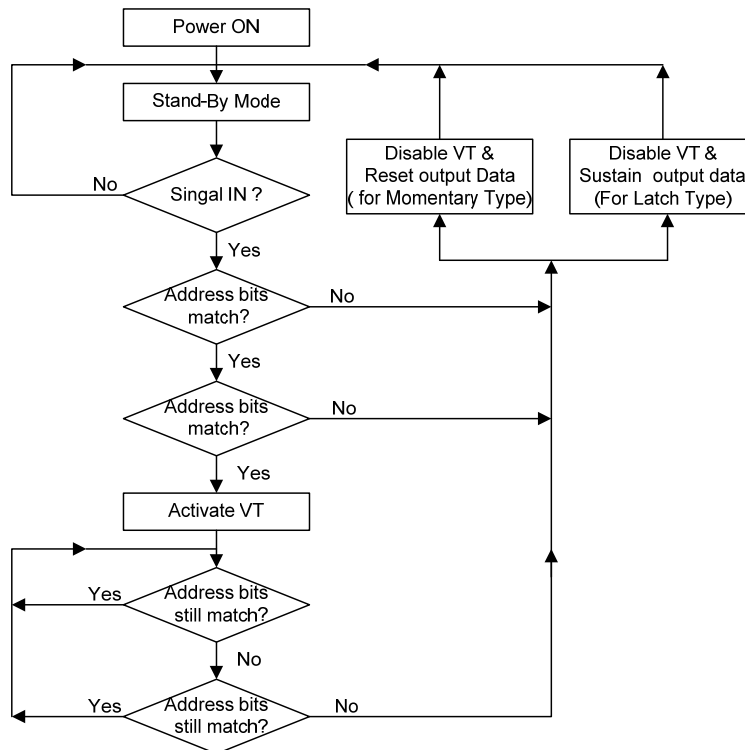 Power ON
Stand-By Mode
Disable VT &
Reset output Data
( for Momentary Type)
Disable VT &
Sustain output data
(For Latch Type)
No
Singal IN ?
Yes
Address bits
match?
No
Yes
Address bits
match?
No
Yes
Activate VT
Yes
Address bits
still match?
No
Yes
Address bits
still match?
No